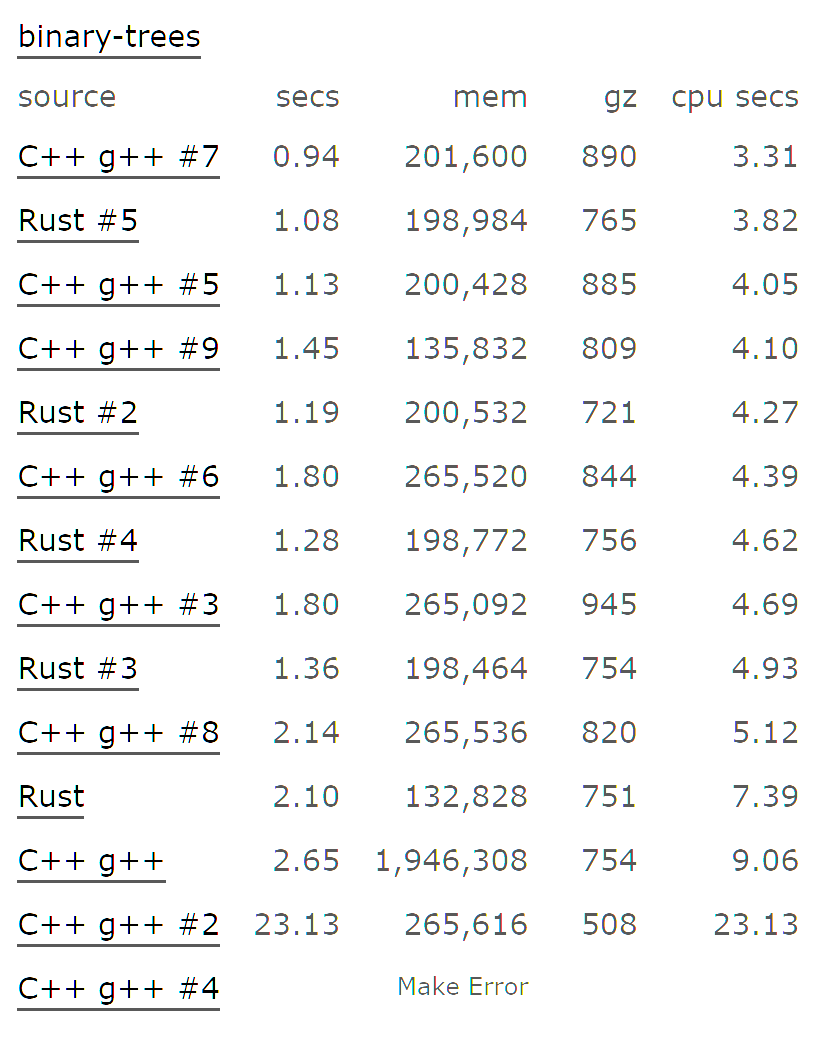 binary-trees
source secs mem gz cpu secs
C++ g++ #7 0.94 201,600 890 3.31
Rust #5 1.08 198,984 765 3.82
C++ g++ #5 1.13 200,428 885 4.05
C++ g++ #9 1.45 135,832 809 4.10
Rust #2 1.19 200,532 721 4.27
C++ g++ #6 1.80 265,520 844 4.39
Rust #4 1.28 198,772 756 4.62
C++ g++ #3 1.80 265,092 945 4.69
Rust #3 1.36 198,464 754 4.93
C++ g++ #8 2.14 265,536 820 5.12
Rust 2.10 132,828 751 7.39
C++ g++ 2.65 1,946,308 754 9.06
C++ g++ #2 23.13 265,616 508 23.13
C++ g++ #4 Make Error